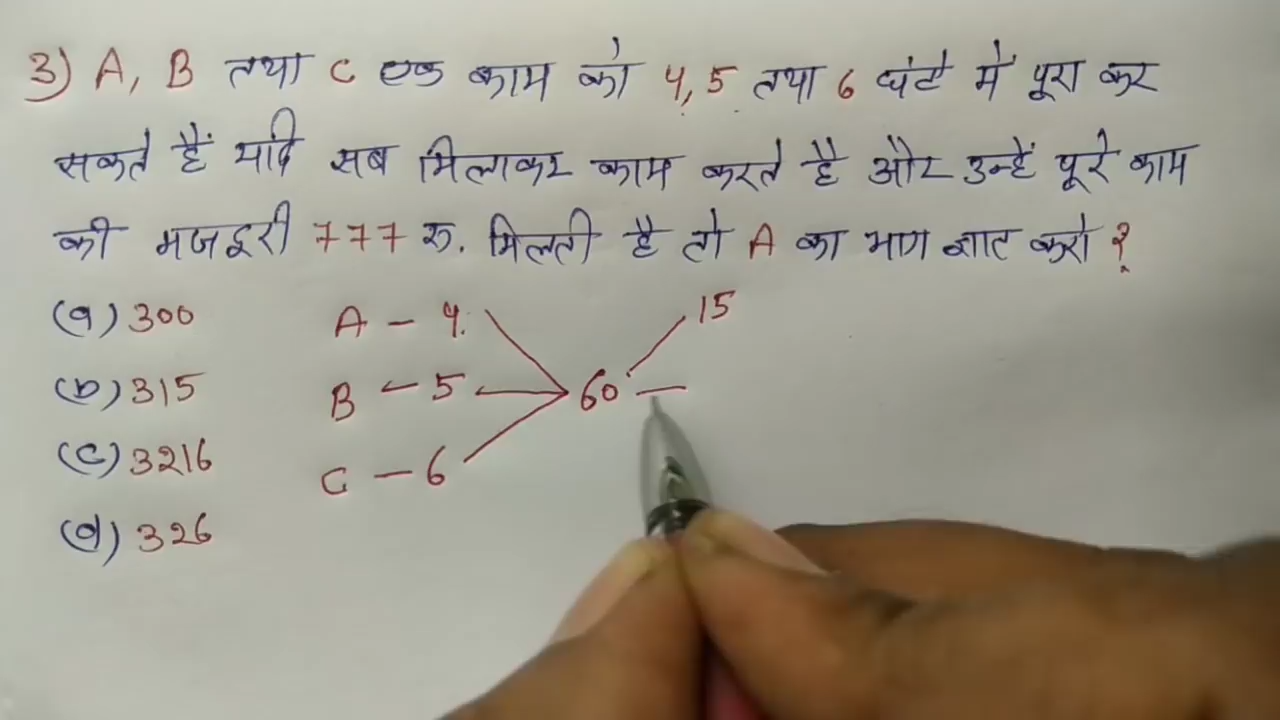 3) A, B तथा C एक काम को 4, 5 तथा 6 घंटे में पूरा कर
सकते हैं यदि सब मिलाकर काम करते है और उन्हें पूरे काम
की मजदूरी 777 रु. मिलती है तो A का भाग ज्ञात करो ?
(a) 300
(b) 315
(c) 3216
(d) 326
A - 4
B - 5
C - 6
60
15